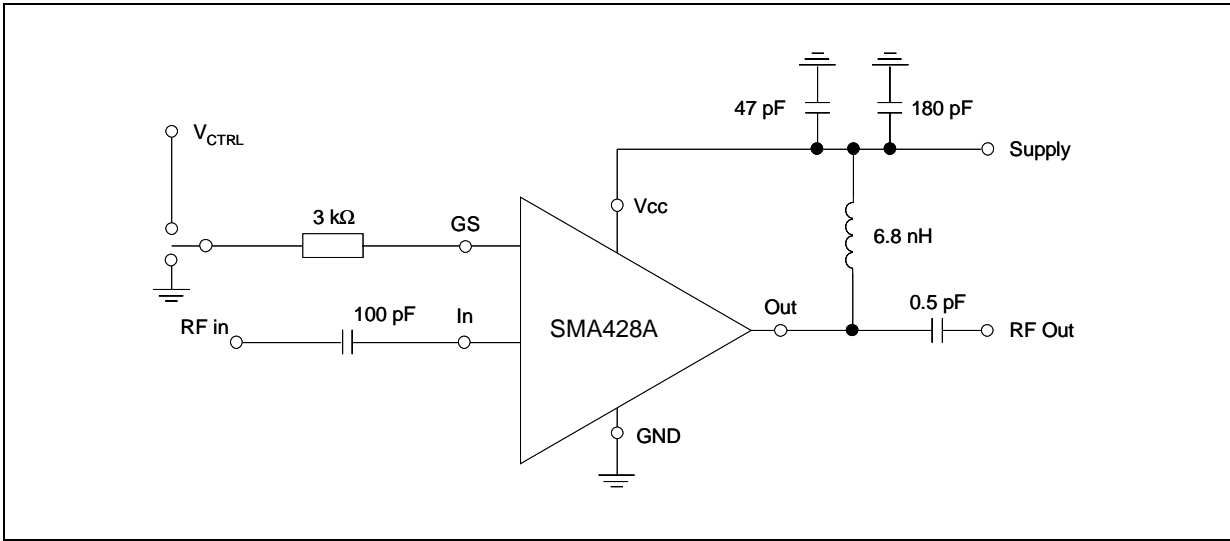 47 pF
180 pF
V_CTRL
Supply
Vcc
3 kΩ
GS
6.8 nH
RF in
100 pF
In
SMA428A
Out
0.5 pF
RF Out
GND